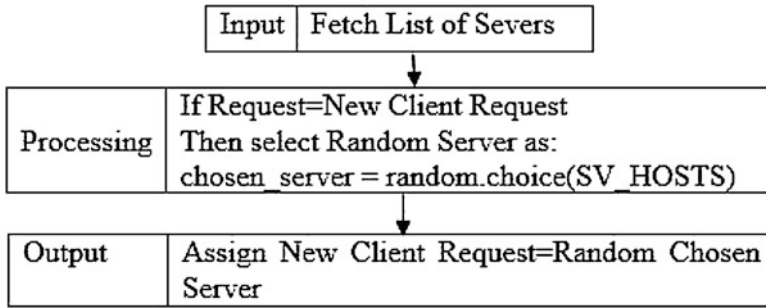 Input Fetch List of Severs
If Request=New Client Request
Processing Then select Random Server as:
chosen_server = random.choice(SV_HOSTS)
Output Assign New Client Request=Random Chosen
Server